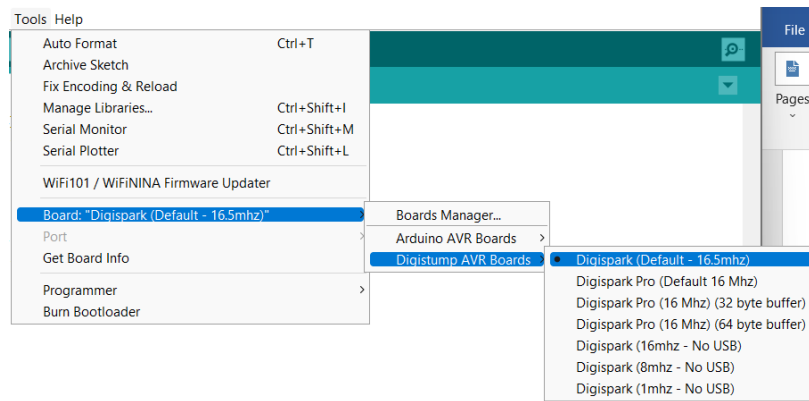 Tools Help
Auto Format Ctrl+T
Archive Sketch
Fix Encoding & Reload
Manage Libraries... Ctrl+Shift+I
Serial Monitor Ctrl+Shift+M
Serial Plotter Ctrl+Shift+L
WiFi101 / WiFiNINA Firmware Updater
Board: "Digispark (Default - 16.5mhz)"
Port
Get Board Info
Programmer
Burn Bootloader
Boards Manager...
Arduino AVR Boards
Digistump AVR Boards
Digispark (Default - 16.5mhz)
Digispark Pro (Default 16 Mhz)
Digispark Pro (16 Mhz) (32 byte buffer)
Digispark Pro (16 Mhz) (64 byte buffer)
Digispark (16mhz - No USB)
Digispark (8mhz - No USB)
Digispark (1mhz - No USB)
File
Pages